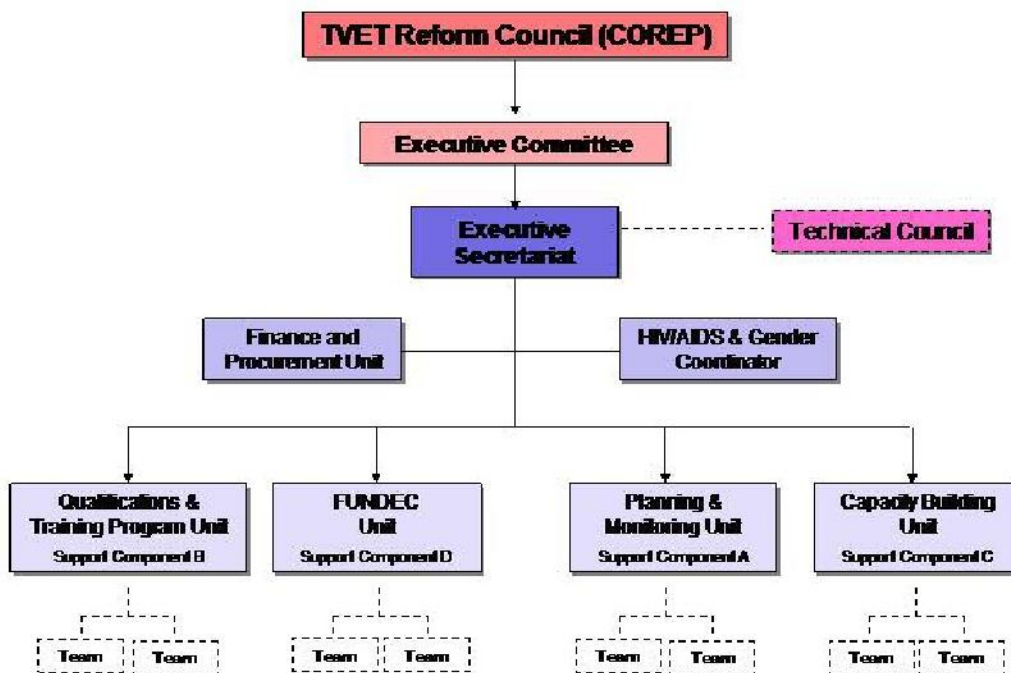 TVET Reform Council (COREP)
Executive Committee
Executive
Secretariat
Technical Council
Finance and
Procurement Unit
HIV/AIDS & Gender
Coordinator
Qualifications &
Training Program Unit
Support Component B
FUNDEC
Unit
Support Component D
Planning &
Monitoring Unit
Support Component A
Capacity Building
Unit
Support Component C
Team
Team
Team
Team
Team
Team
Team
Team